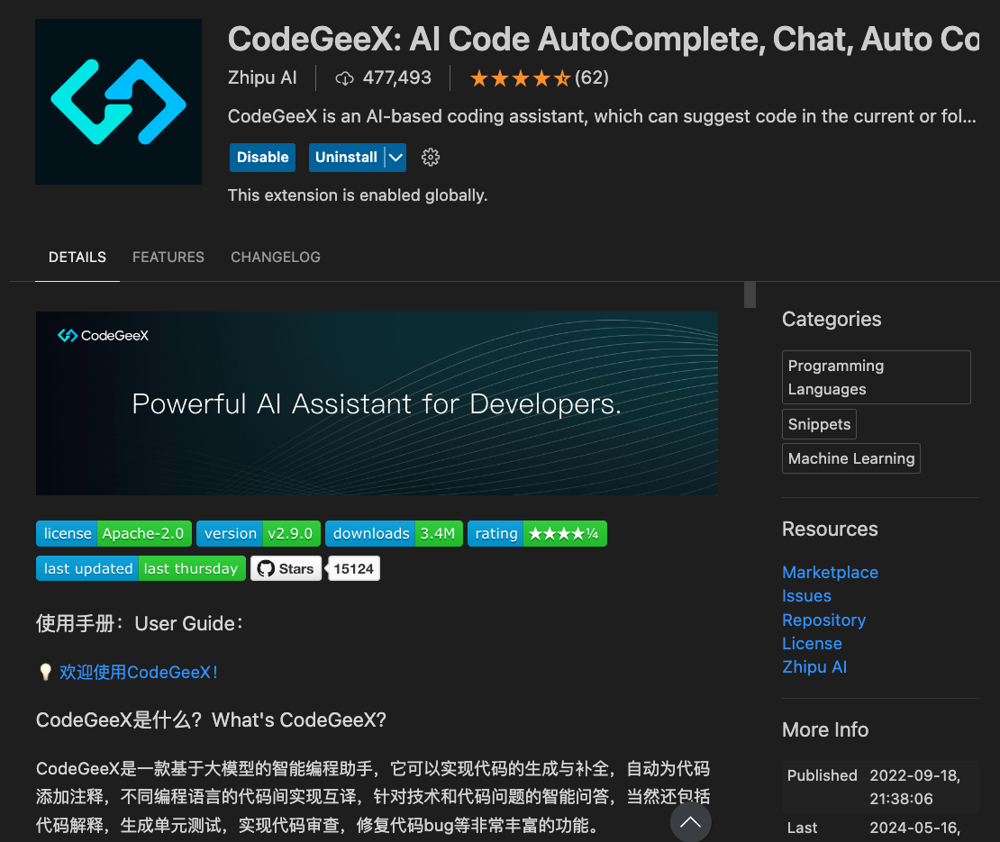 CodeGeeX: AI Code AutoComplete, Chat, Auto Co
Zhipu AI 477,493 (62)
CodeGeeX is an AI-based coding assistant, which can suggest code in the current or fol...
Disable Uninstall
This extension is enabled globally.
DETAILS FEATURES CHANGELOG
CodeGeeX
Powerful AI Assistant for Developers.
license Apache-2.0 version v2.9.0 downloads 3.4M rating ★★★★¼
last updated last thursday Stars 15124
使用手册：User Guide：
💡 欢迎使用CodeGeeX！
CodeGeeX是什么？What's CodeGeeX?
CodeGeeX是一款基于大模型的智能编程助手，它可以实现代码的生成与补全，自动为代码
添加注释，不同编程语言的代码间实现互译，针对技术和代码问题的智能问答，当然还包括
代码解释，生成单元测试，实现代码审查，修复代码bug等非常丰富的功能。
Categories
Programming
Languages
Snippets
Machine Learning
Resources
Marketplace
Issues
Repository
License
Zhipu AI
More Info
Published 2022-09-18,
21:38:06
Last 2024-05-16,